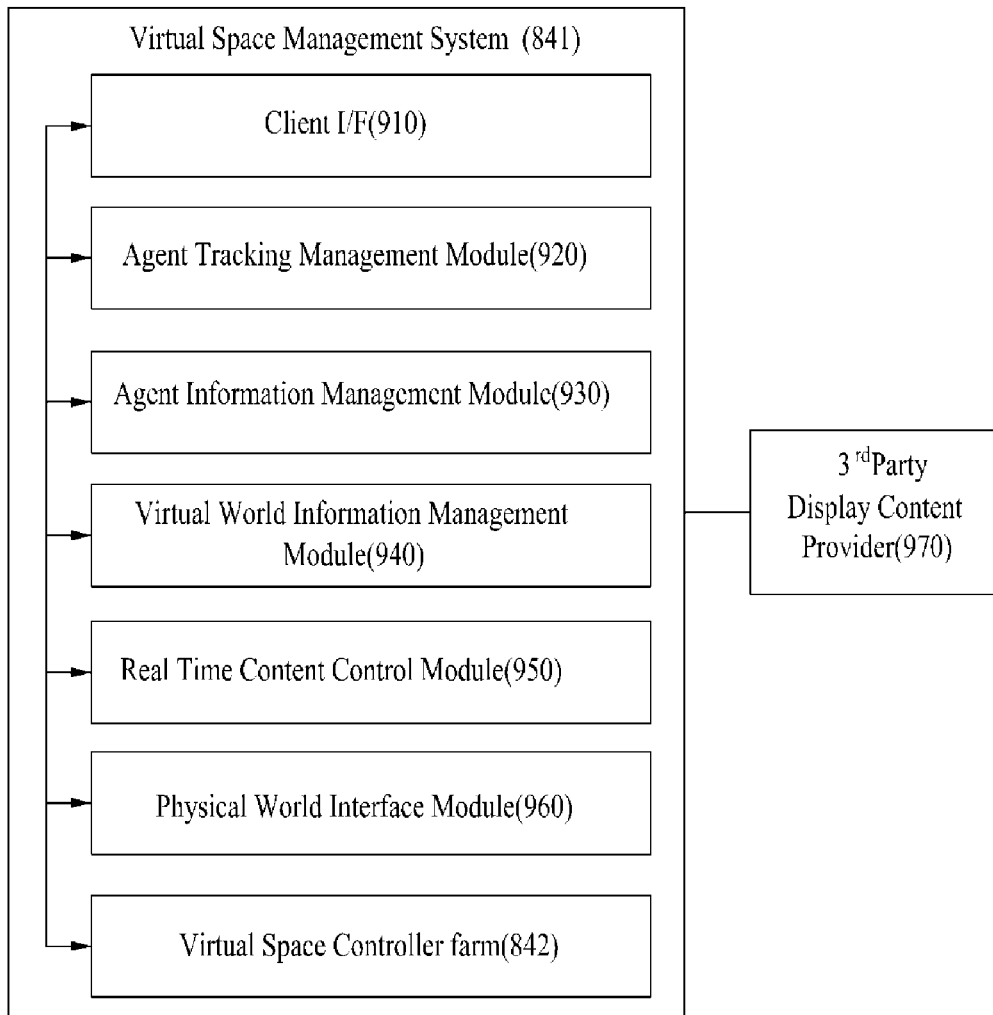 Virtual Space Management System (841)
Client I/F(910)
Agent Tracking Management Module(920)
Agent Information Management Module(930)
Virtual World Information Management
Module(940)
Real Time Content Control Module(950)
Physical World Interface Module(960)
Virtual Space Controller farm(842)
3 rdParty
Display Content
Provider(970)